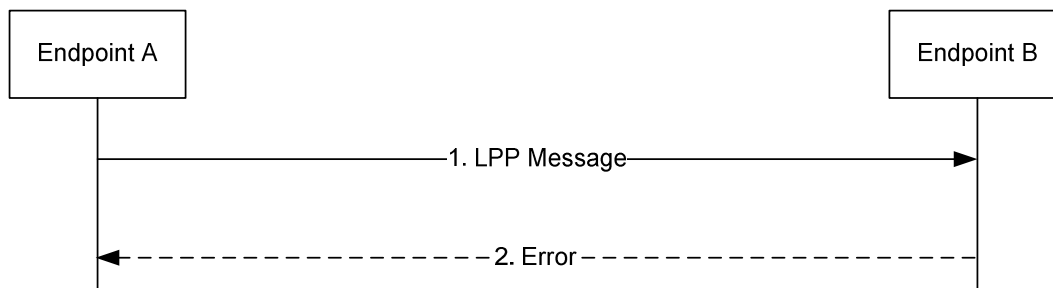 Endpoint A
Endpoint B
1. LPP Message
2. Error